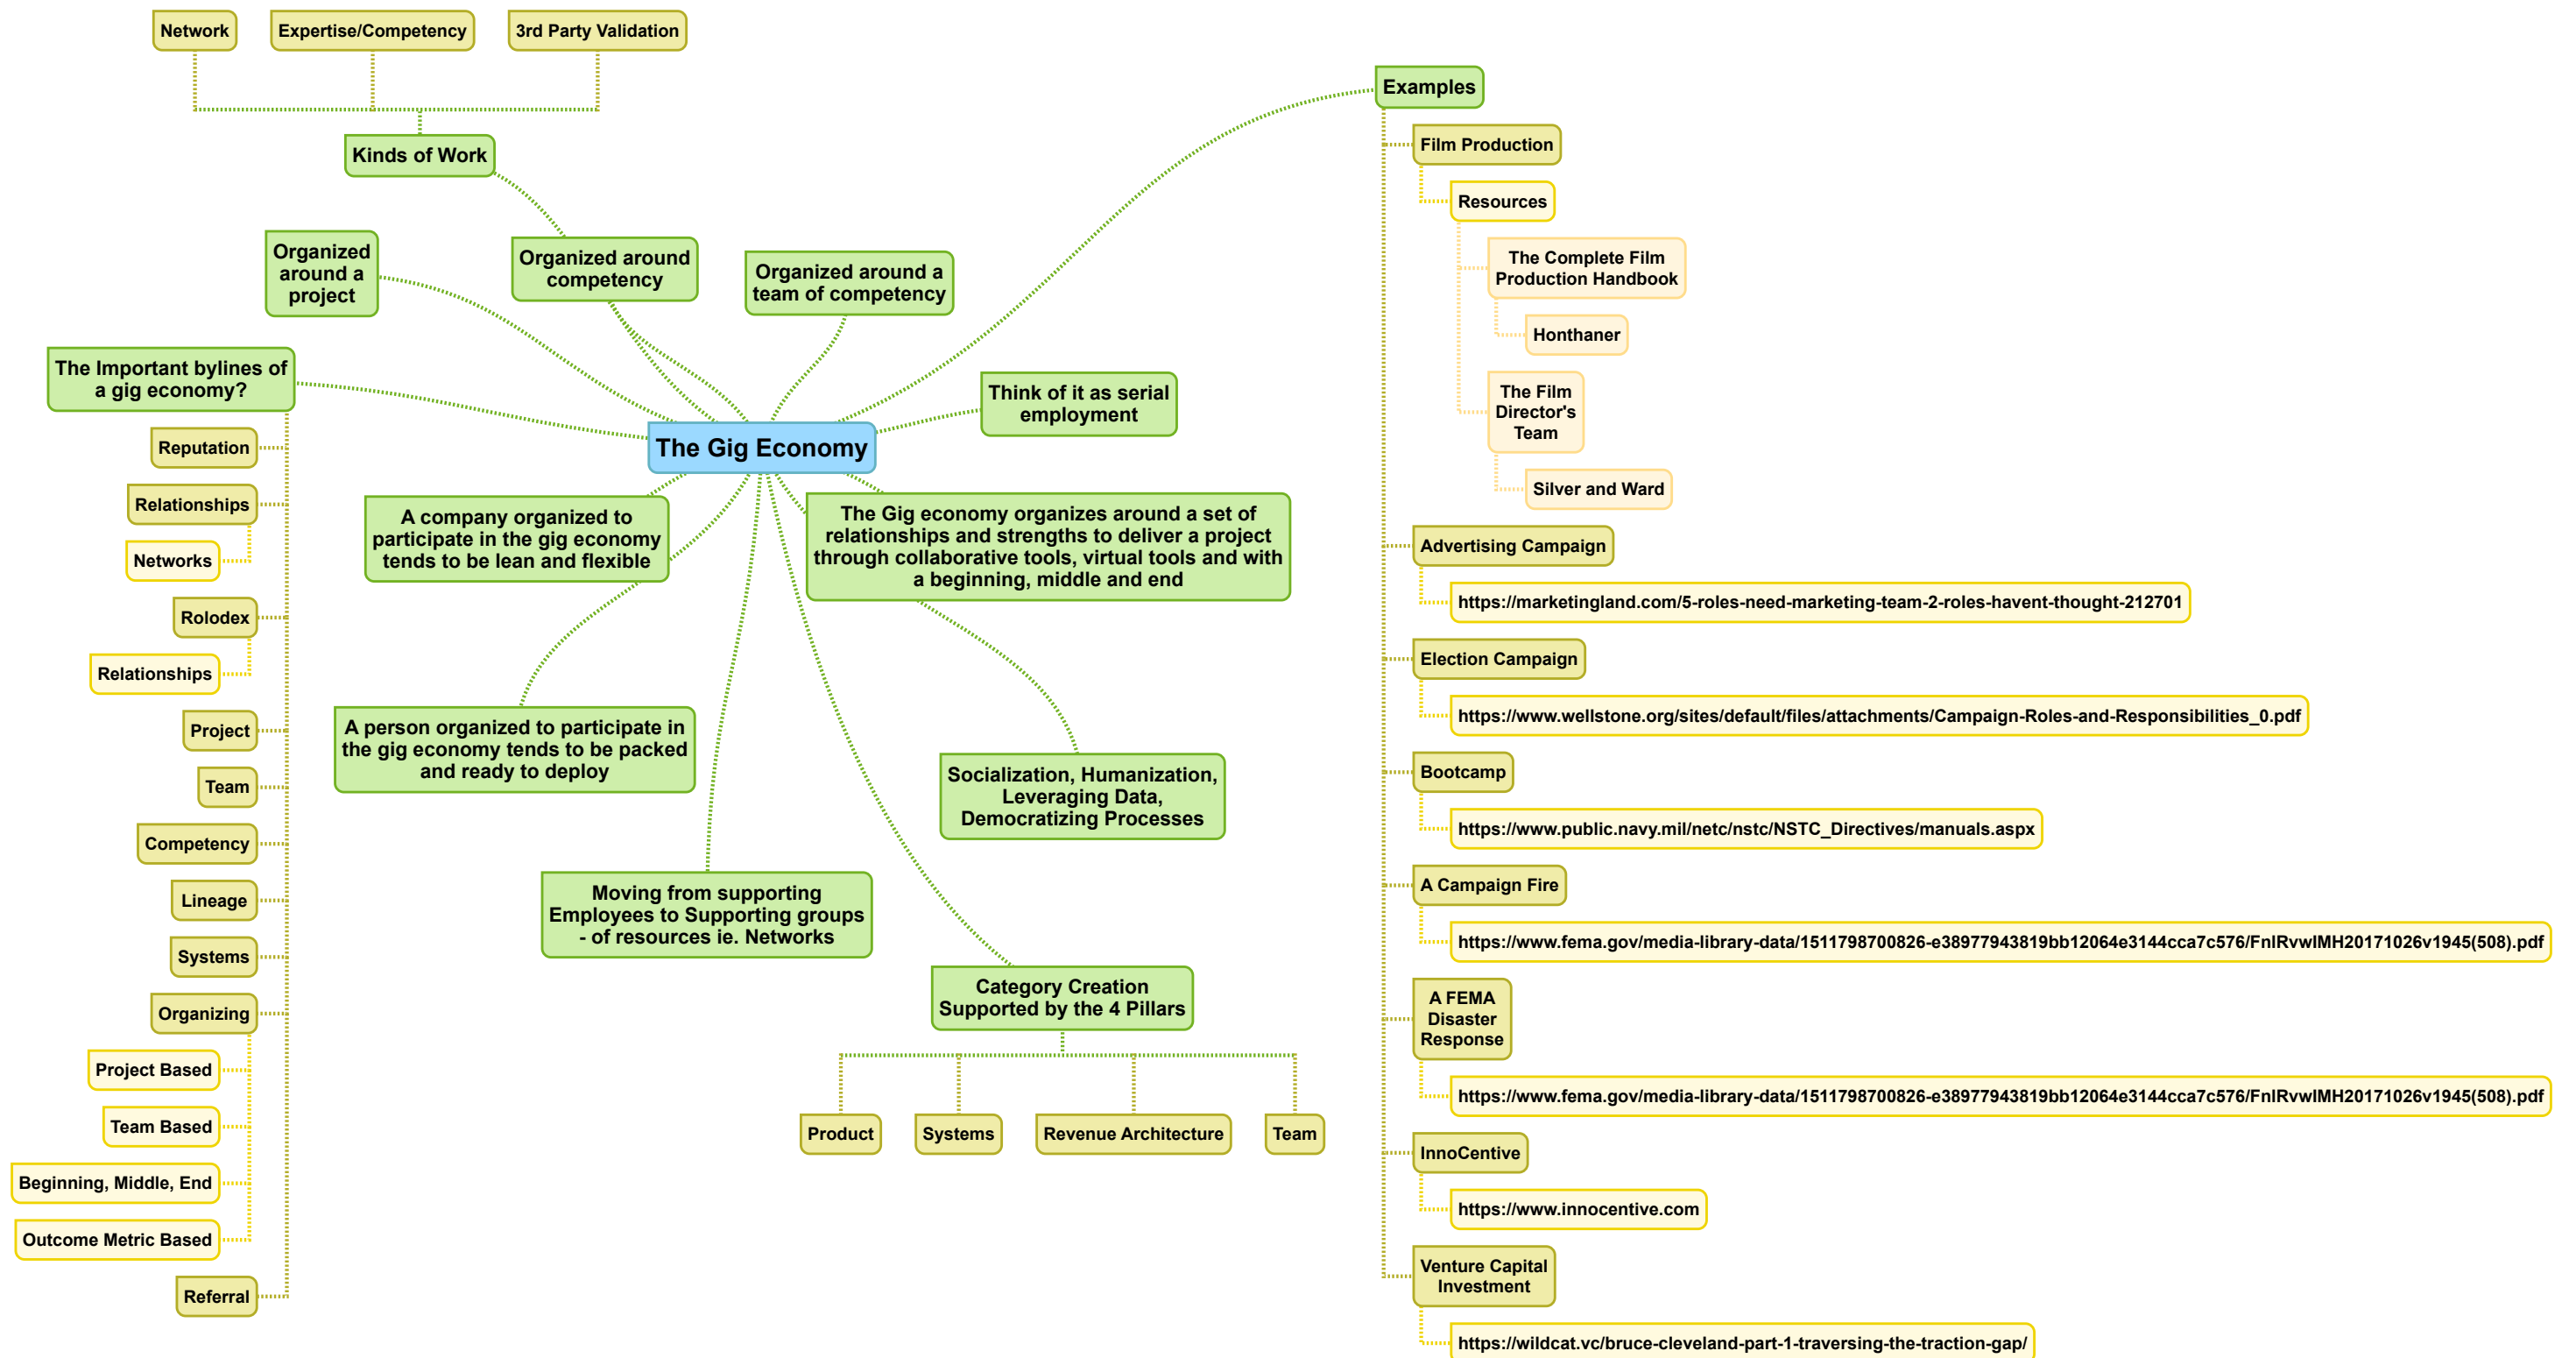 Network
Expertise/Competency
3rd Party Validation
Kinds of Work
Organized
around a
project
Organized around
competency
Organized around a
team of competency
The Important bylines of
a gig economy?
Reputation
Relationships
Networks
Rolodex
Relationships
Project
Team
Competency
Lineage
Systems
Organizing
Project Based
Team Based
Beginning, Middle, End
Outcome Metric Based
Referral
The Gig Economy
Think of it as serial
employment
A company organized to
participate in the gig economy
tends to be lean and flexible
The Gig economy organizes around a set of
relationships and strengths to deliver a project
through collaborative tools, virtual tools and with
a beginning, middle and end
A person organized to participate in
the gig economy tends to be packed
and ready to deploy
Socialization, Humanization,
Leveraging Data,
Democratizing Processes
Moving from supporting
Employees to Supporting groups
- of resources ie. Networks
Category Creation
Supported by the 4 Pillars
Product
Systems
Revenue Architecture
Team
Examples
Film Production
Resources
The Complete Film
Production Handbook
Honthaner
The Film
Director's
Team
Silver and Ward
Advertising Campaign
https://marketingland.com/5-roles-need-marketing-team-2-roles-havent-thought-212701
Election Campaign
https://www.wellstone.org/sites/default/files/attachments/Campaign-Roles-and-Responsibilities_0.pdf
Bootcamp
https://www.public.navy.mil/netc/nstc/NSTC_Directives/manuals.aspx
A Campaign Fire
https://www.fema.gov/media-library-data/1511798700826-e38977943819bb12064e3144cca7c576/FnlRvwIMH20171026v1945(508).pdf
A FEMA
Disaster
Response
https://www.fema.gov/media-library-data/1511798700826-e38977943819bb12064e3144cca7c576/FnlRvwIMH20171026v1945(508).pdf
InnoCentive
https://www.innocentive.com
Venture Capital
Investment
https://wildcat.vc/bruce-cleveland-part-1-traversing-the-traction-gap/